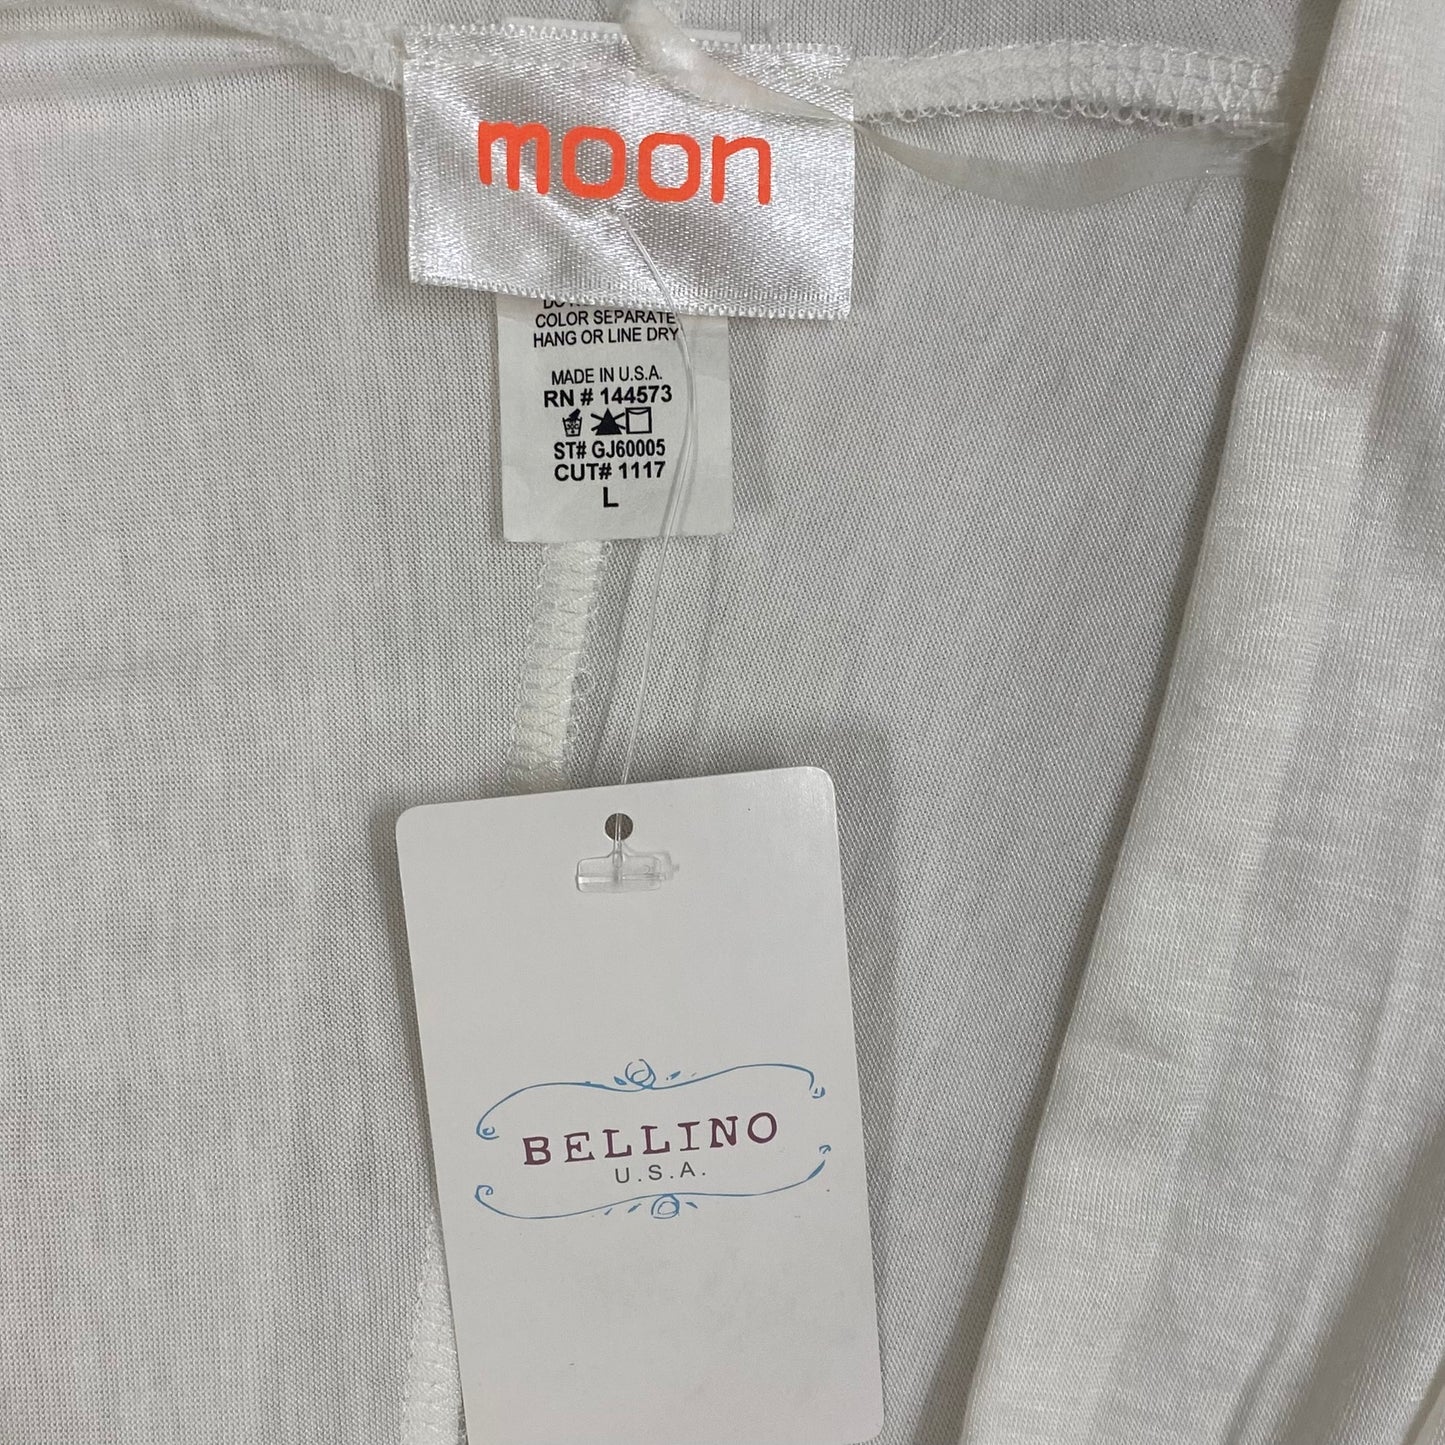 moon
COLOR SEPARATE
HANG OR LINE DRY
MADE IN U.S.A.
RN # 144573
ST# GJ60005
CUT# 1117
L
BELLINO
U.S.A.